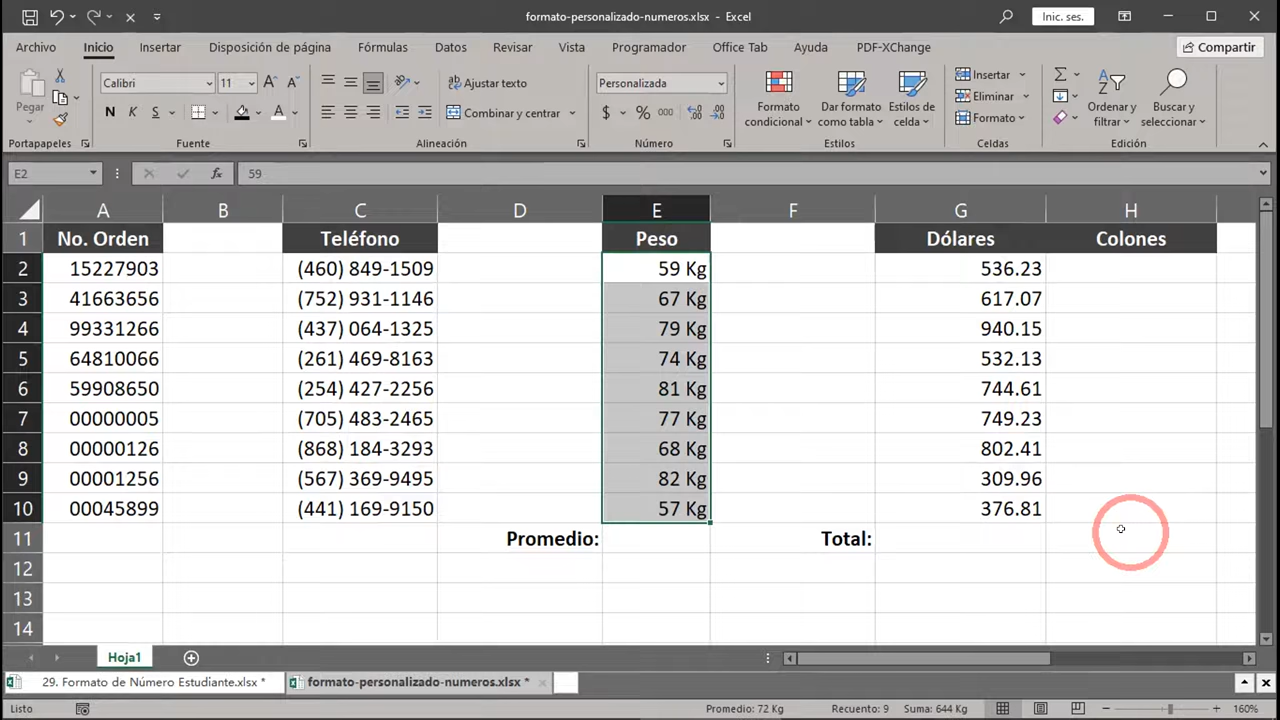 formato-personalizado-numeros.xlsx - Excel
Inic. ses.
Archivo Inicio Insertar Disposición de página Fórmulas Datos Revisar Vista Programador Office Tab Ayuda PDF-XChange Compartir
Pegar
Calibri 11
N K S
Ajustar texto
Combinar y centrar
Personalizada
$ % 000
Formato condicional
Dar formato como tabla
Estilos de celda
Insertar
Eliminar
Formato
Ordenar y filtrar
Buscar y seleccionar
Portapapeles Fuente Alineación Número Estilos Celdas Edición
E2 fx 59
A B C D E F G H
1 No. Orden Teléfono Peso Dólares Colones
2 15227903 (460) 849-1509 59 Kg 536.23
3 41663656 (752) 931-1146 67 Kg 617.07
4 99331266 (437) 064-1325 79 Kg 940.15
5 64810066 (261) 469-8163 74 Kg 532.13
6 59908650 (254) 427-2256 81 Kg 744.61
7 00000005 (705) 483-2465 77 Kg 749.23
8 00000126 (868) 184-3293 68 Kg 802.41
9 00001256 (567) 369-9495 82 Kg 309.96
10 00045899 (441) 169-9150 57 Kg 376.81
11 Promedio: Total:
12
13
14
Hoja1
29. Formato de Número Estudiante.xlsx * formato-personalizado-numeros.xlsx *
Listo Promedio: 72 Kg Recuento: 9 Suma: 644 Kg 160%